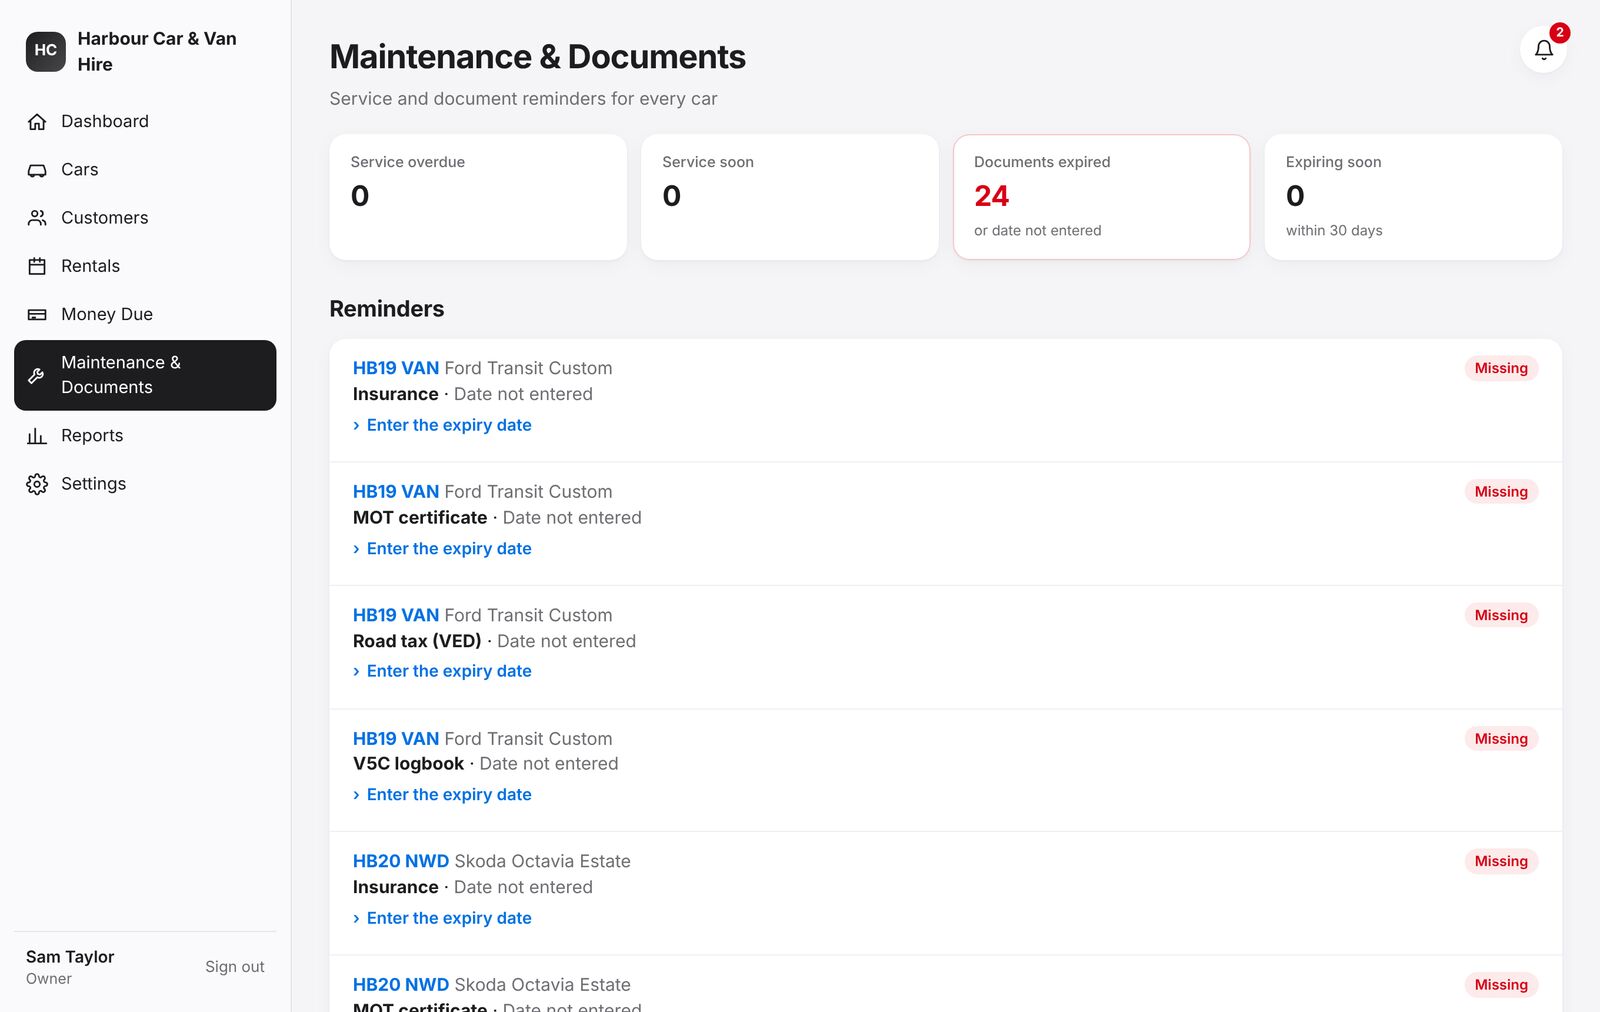 HC
Harbour Car & Van
Hire
Dashboard
Cars
Customers
Rentals
Money Due
Maintenance &
Documents
Reports
Settings
Sam Taylor
Owner
Sign out
Maintenance & Documents
Service and document reminders for every car
2
Service overdue
0
Service soon
0
Documents expired
24
or date not entered
Expiring soon
0
within 30 days
Reminders
HB19 VAN Ford Transit Custom
Missing
Insurance · Date not entered
› Enter the expiry date
HB19 VAN Ford Transit Custom
Missing
MOT certificate · Date not entered
› Enter the expiry date
HB19 VAN Ford Transit Custom
Missing
Road tax (VED) · Date not entered
› Enter the expiry date
HB19 VAN Ford Transit Custom
Missing
V5C logbook · Date not entered
› Enter the expiry date
HB20 NWD Skoda Octavia Estate
Missing
Insurance · Date not entered
› Enter the expiry date
HB20 NWD Skoda Octavia Estate
Missing
MOT certificate · Date not entered